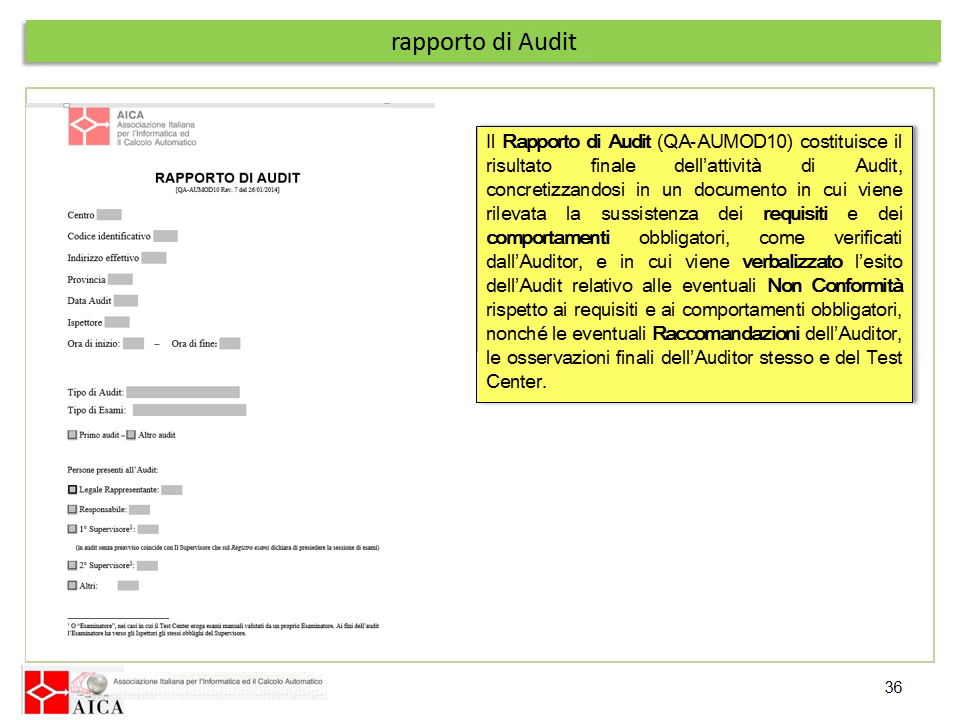 rapporto di Audit
AICA
Associazione Italiana
per l'Informatica ed
il Calcolo Automatico
RAPPORTO DI AUDIT
[QA-AUMOD10 Rev. 7 del 26/01/2014]
Centro
Codice identificativo
Indirizzo effettivo
Provincia
Data Audit
Ispettore
Ora di inizio: – Ora di fine:
Tipo di Audit:
Tipo di Esami:
Primo audit – Altro audit
Persone presenti all'Audit:
Legale Rappresentante:
Responsabile:
1° Supervisore¹:
(in audit senza preavviso coincide con Il Supervisore che sul Registro esami dichiara di presiedere la sessione di esami)
2° Supervisore¹:
Altri:
¹ O "Esaminatore", nei casi in cui il Test Center eroga esami manuali valutati da un proprio Esaminatore. Ai fini dell'audit
l'Esaminatore ha verso gli Ispettori gli stessi obblighi del Supervisore.
Il Rapporto di Audit (QA-AUMOD10) costituisce il
risultato finale dell'attività di Audit,
concretizzandosi in un documento in cui viene
rilevata la sussistenza dei requisiti e dei
comportamenti obbligatori, come verificati
dall'Auditor, e in cui viene verbalizzato l'esito
dell'Audit relativo alle eventuali Non Conformità
rispetto ai requisiti e ai comportamenti obbligatori,
nonché le eventuali Raccomandazioni dell'Auditor,
le osservazioni finali dell'Auditor stesso e del Test
Center.
Associazione Italiana per l'Informatica ed il Calcolo Automatico
AICA
36